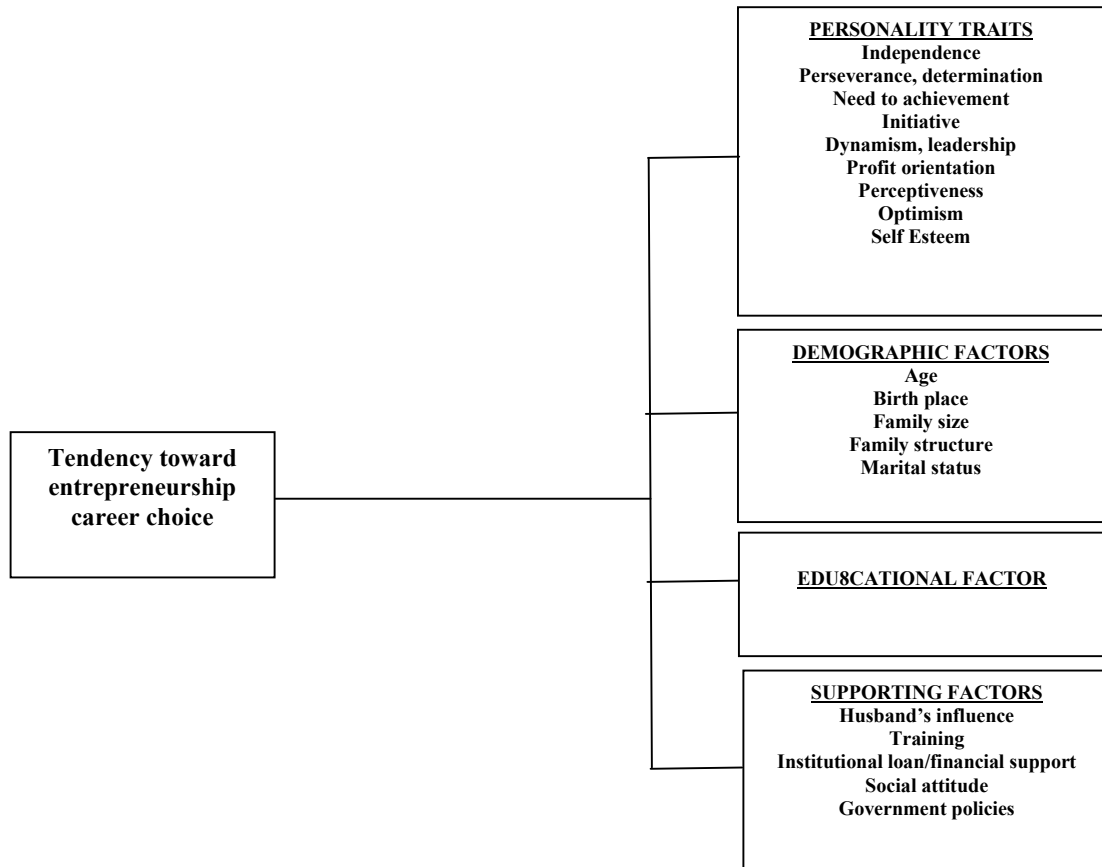 PERSONALITY TRAITS
Independence
Perseverance, determination
Need to achievement
Initiative
Dynamism, leadership
Profit orientation
Perceptiveness
Optimism
Self Esteem
DEMOGRAPHIC FACTORS
Age
Birth place
Family size
Family structure
Marital status
Tendency toward
entrepreneurship
career choice
EDU8CATIONAL FACTOR
SUPPORTING FACTORS
Husband’s influence
Training
Institutional loan/financial support
Social attitude
Government policies